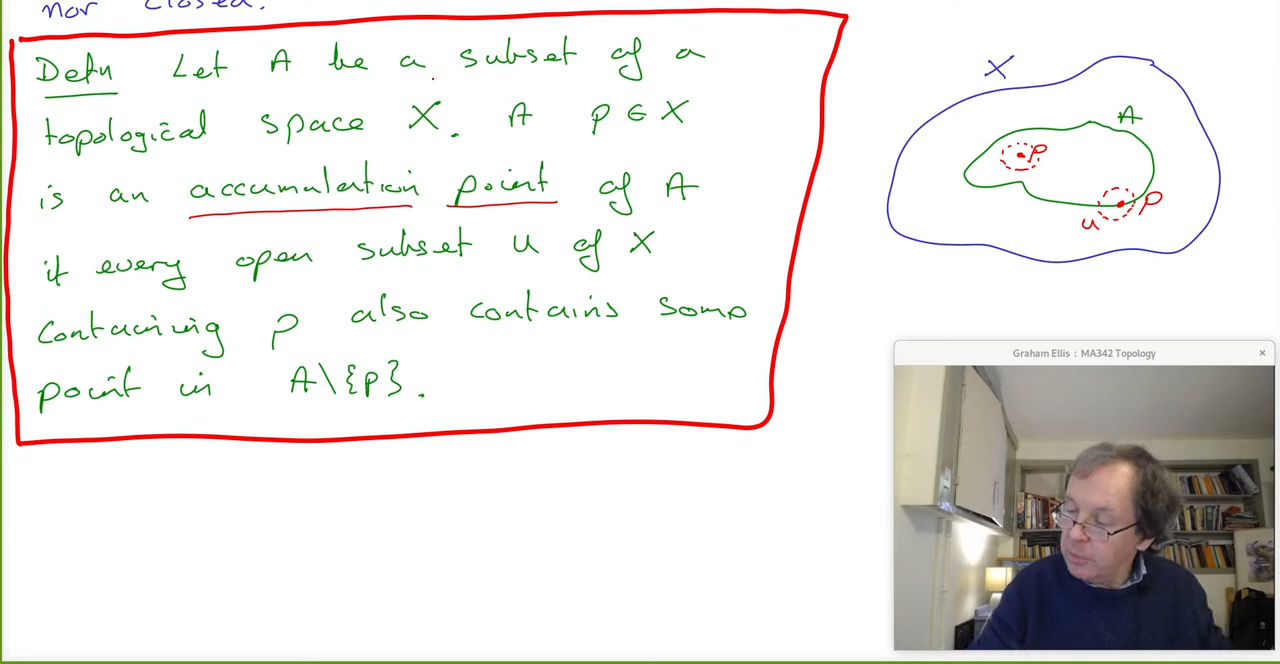 nor closed.
Defn Let A be a subset of a
topological space X. A p ∈ X
is an accumulation point of A
if every open subset U of X
containing p also contains some
point in A\{p}.
X
A
p
p
u
Graham Ellis : MA342 Topology